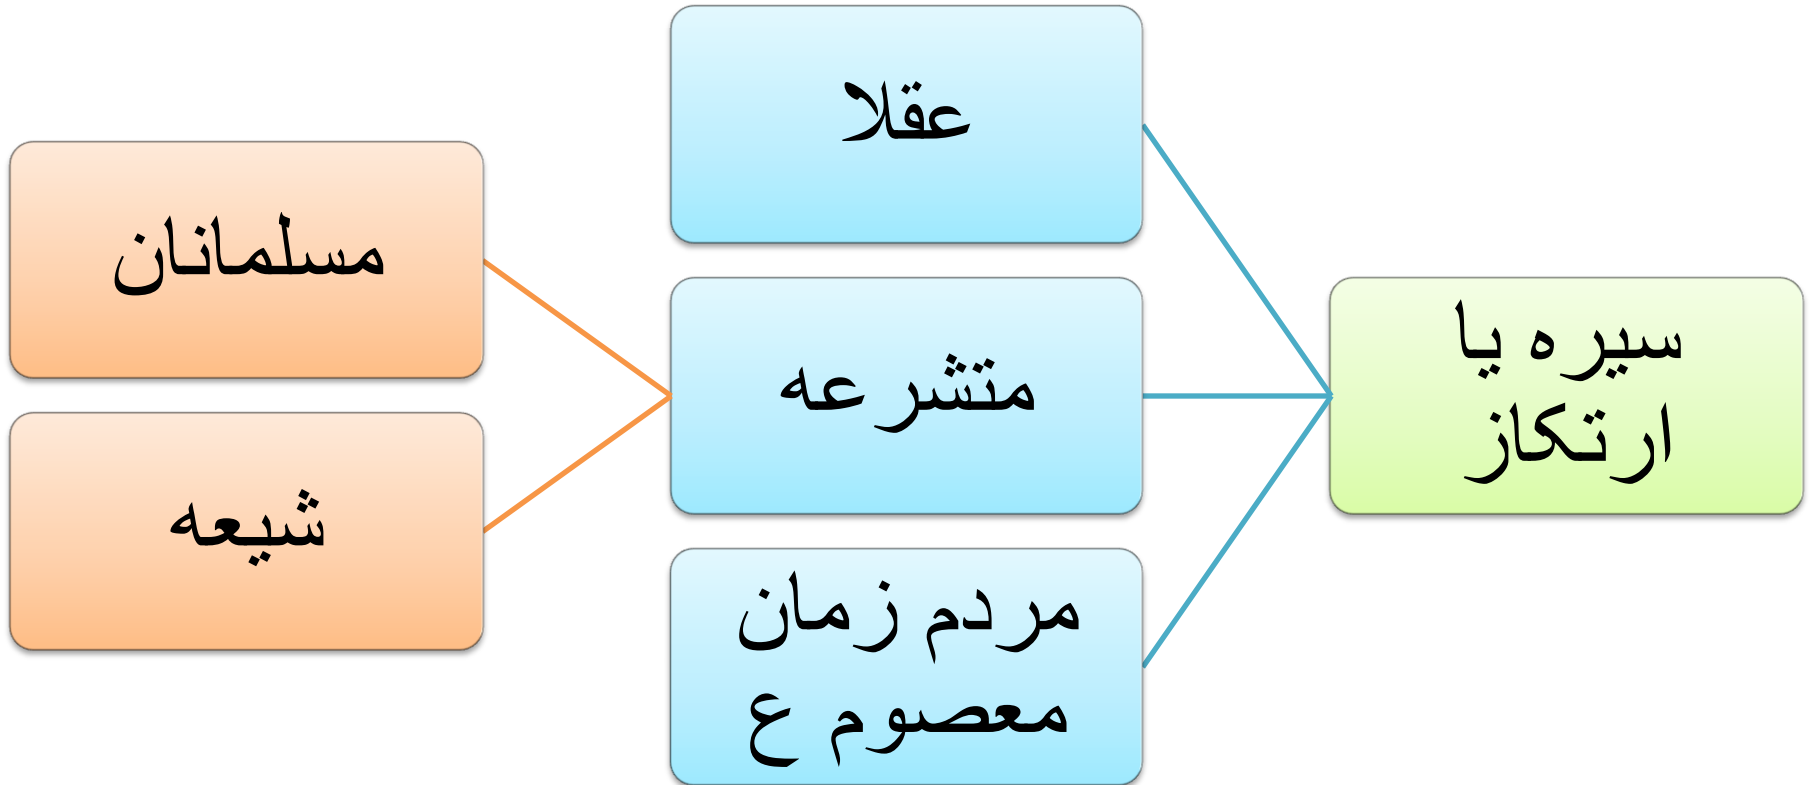 سیره یا
ارتکاز
عقلا
متشرعه
مردم زمان
معصوم ع
مسلمانان
شیعه